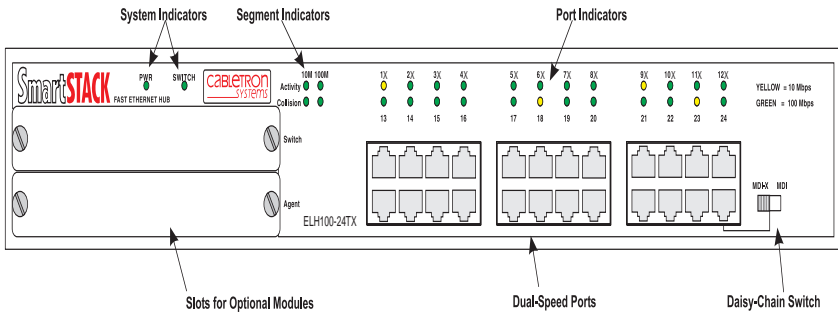 System Indicators
Segment Indicators
Port Indicators
SmartSTACK
FAST ETHERNET HUB
PWR
SWITCH
CABLETRON
SYSTEMS
10M 100M
Activity
Collision
1X 2X 3X 4X 5X 6X 7X 8X 9X 10X 11X 12X
13 14 15 16 17 18 19 20 21 22 23 24
YELLOW = 10 Mbps
GREEN = 100 Mbps
Switch
Agent
ELH100-24TX
MDI-X MDI
Slots for Optional Modules
Dual-Speed Ports
Daisy-Chain Switch